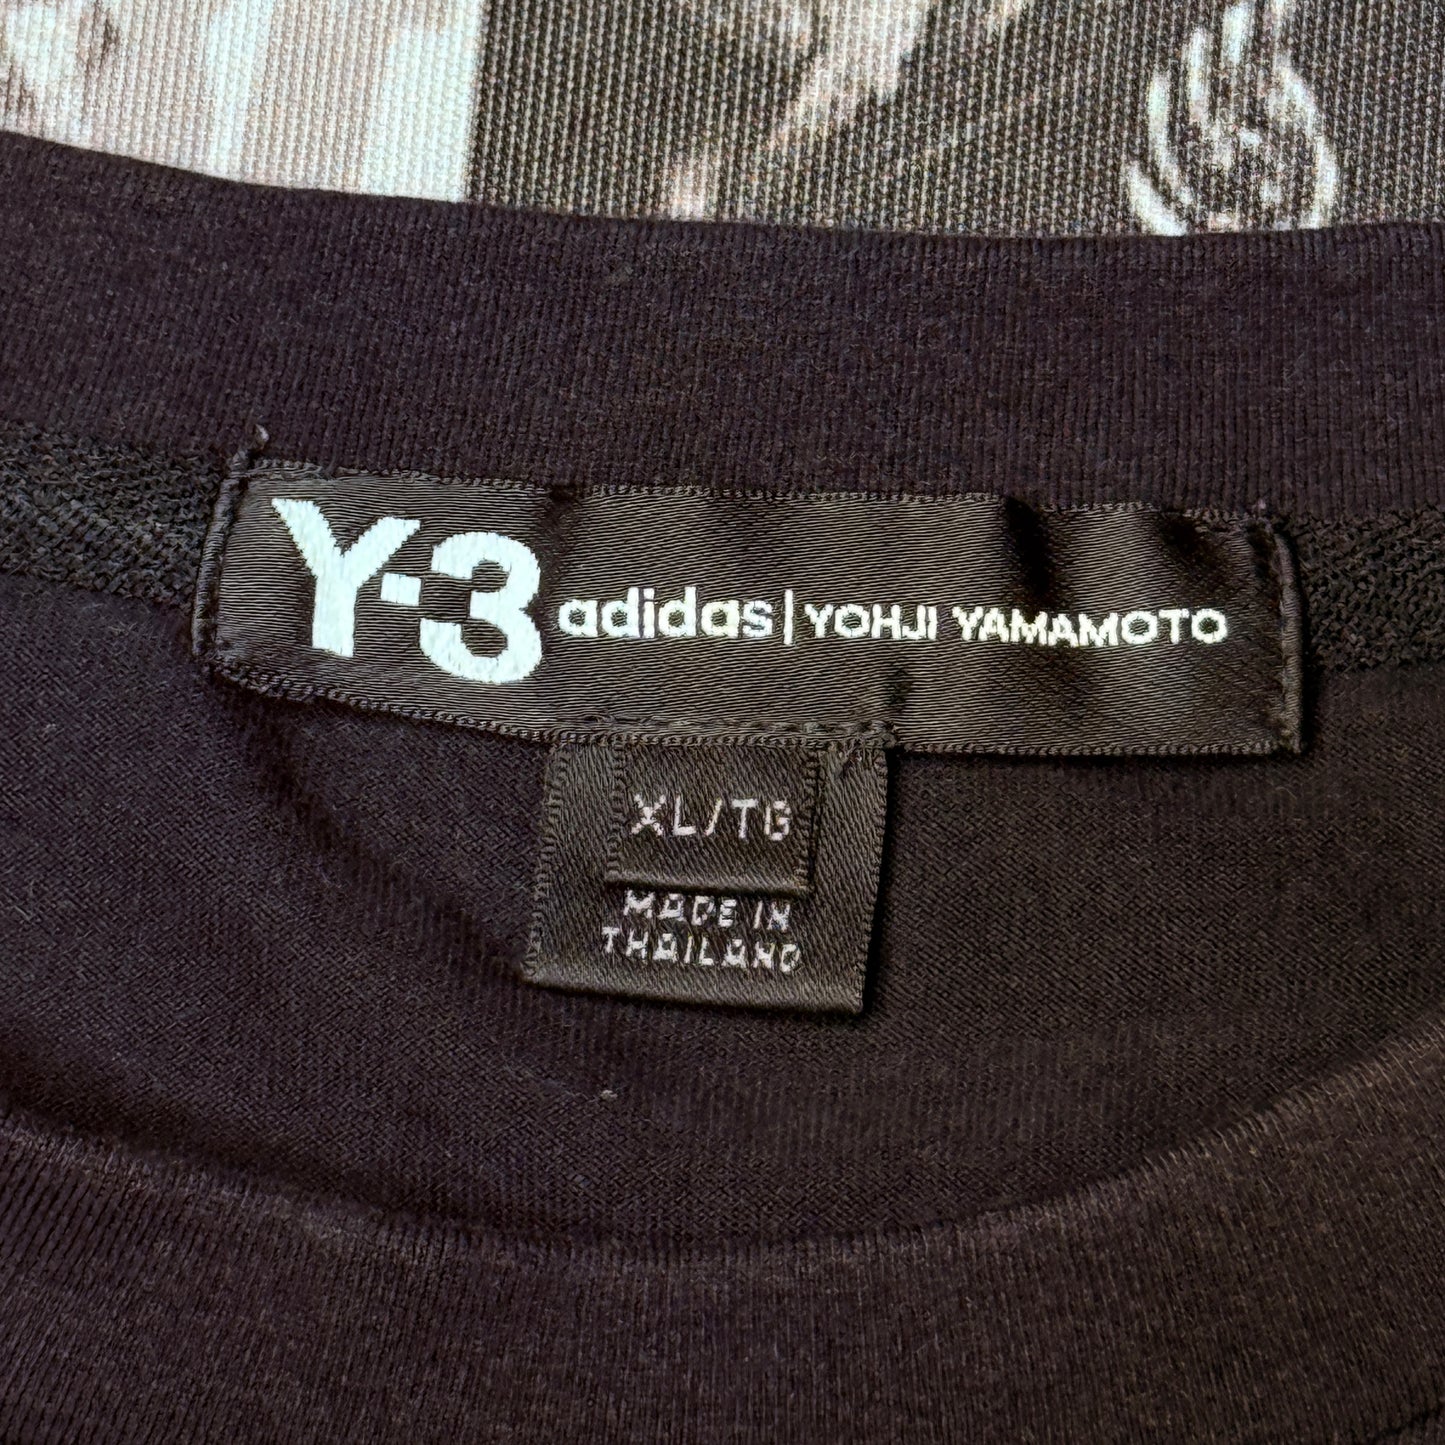 Y-3 adidas | YOHJI YAMAMOTO
XL/TG
MADE IN
THAILAND